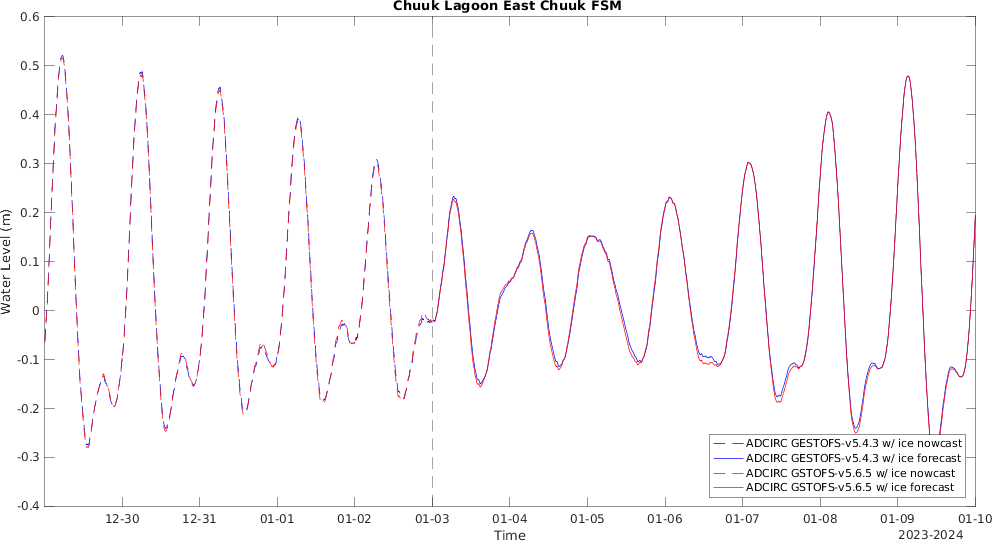 Chuuk Lagoon East Chuuk FSM
Water Level (m)
0.6
0.5
0.4
0.3
0.2
0.1
0
-0.1
-0.2
-0.3
-0.4
ADCIRC GESTOFS-v5.4.3 w/ ice nowcast
ADCIRC GESTOFS-v5.4.3 w/ ice forecast
ADCIRC GSTOFS-v5.6.5 w/ ice nowcast
ADCIRC GSTOFS-v5.6.5 w/ ice forecast
12-30 12-31 01-01 01-02 01-03 01-04 01-05 01-06 01-07 01-08 01-09 01-10
Time
2023-2024